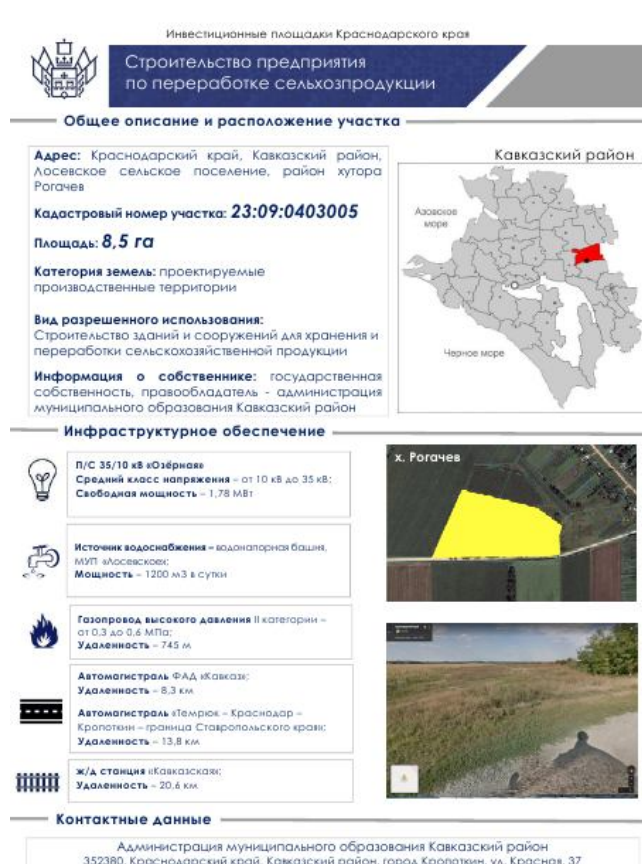 Инвестиционные площадки Краснодарского края
Строительство предприятия
по переработке сельхозпродукции
Общее описание и расположение участка
Адрес: Краснодарский край, Кавказский район,
Лосевское сельское поселение, район хутора
Рогачев
Кадастровый номер участка: 23:09:0403005
Площадь: 8,5 га
Категория земель: проектируемые
производственные территории
Вид разрешенного использования:
Строительство зданий и сооружений для хранения и
переработки сельскохозяйственной продукции
Информация о собственнике: государственная
собственность, правообладатель - администрация
муниципального образования Кавказский район
Кавказский район
Азовское
море
Черное море
Инфраструктурное обеспечение
П/С 35/10 кВ «Озёрная»
Средний класс напряжения – от 10 кВ до 35 кВ;
Свободная мощность – 1,78 МВт
Источник водоснабжения – водонапорная башня,
МУП «Лосевское»;
Мощность – 1200 м3 в сутки
Газопровод высокого давления II категории –
от 0,3 до 0,6 МПа;
Удаленность – 745 м
Автомагистраль ФАД «Кавказ»;
Удаленность – 8,3 км
Автомагистраль «Темрюк – Краснодар –
Кропоткин – граница Ставропольского края»;
Удаленность – 13,8 км
ж/д станция «Кавказская»;
Удаленность – 20,6 км
х. Рогачев
Контактные данные
Администрация муниципального образования Кавказский район
352380, Краснодарский край, Кавказский район, город Кропоткин, ул. Красная, 37